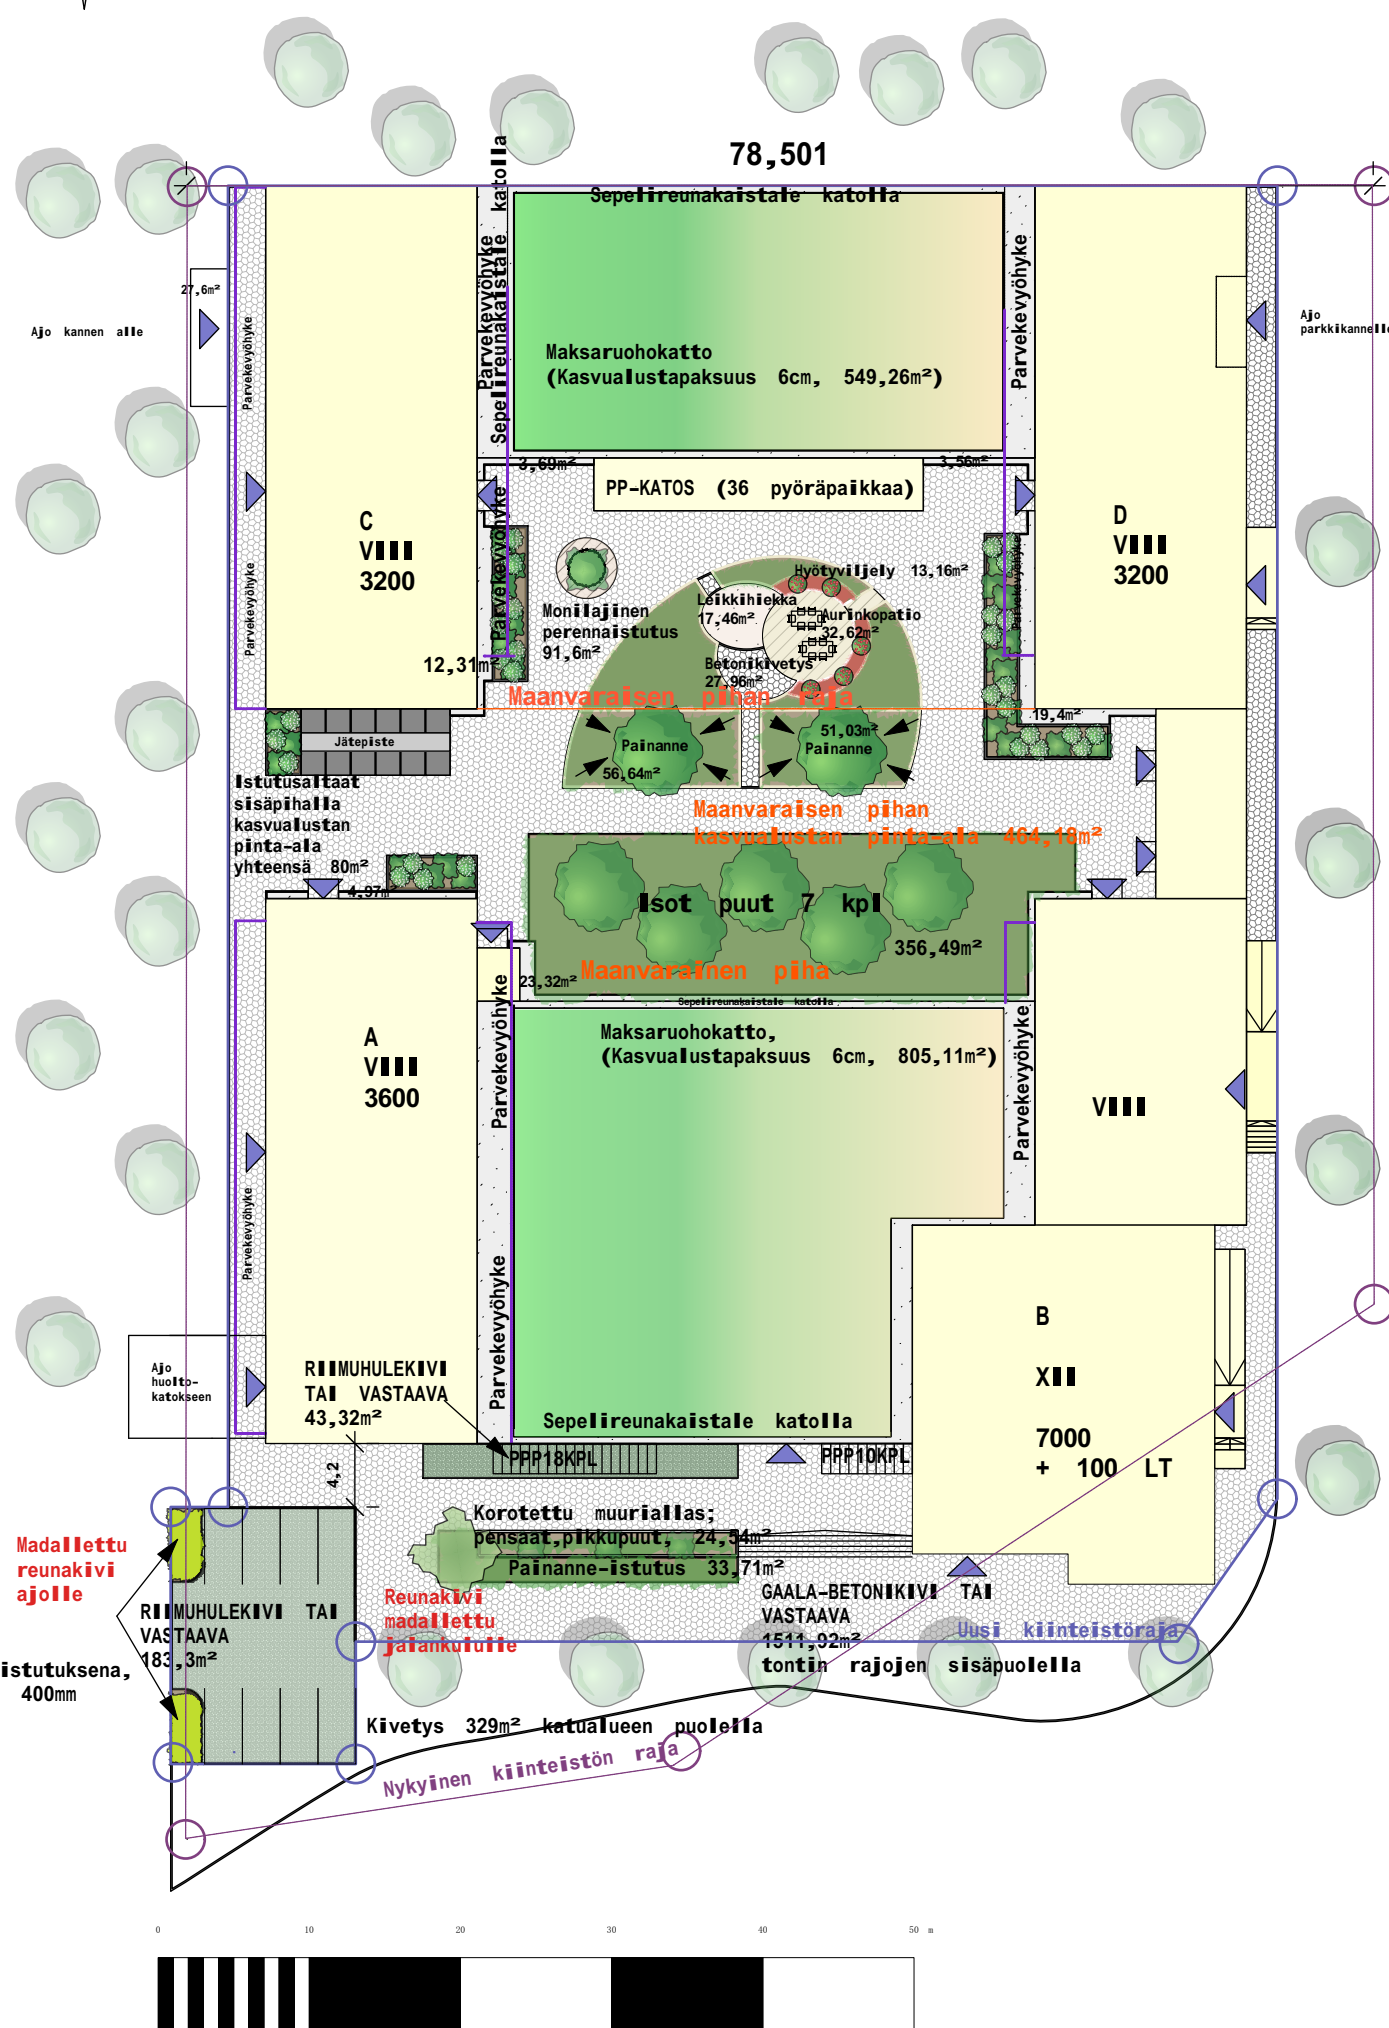 78,501
Sepelireunakaistale katolla
Parvekevyöhyke
Sepelireunakaistale katolla
Parvekevyöhyke
27,6m²
Ajo kannen alle
Ajo
parkkikannelle
Parvekevyöhyke
Maksaruohokatto
(Kasvualustapaksuus 6cm, 549,26m²)
3,69m²
3,56m²
PP-KATOS (36 pyöräpaikkaa)
C
VIII
3200
D
VIII
3200
Parvekevyöhyke
Parvekevyöhyke
Parvekevyöhyke
Hyötyviljely 13,16m²
Leikkihiekka
17,46m²
Aurinkopatio
32,62m²
Monilajinen
perennaistutus
91,6m²
Betonikivetys
27,96m²
12,31m²
Maanvaraisen pihan raja
19,4m²
51,03m²
Painanne
Painanne
56,64m²
Jätepiste
Istutusaltaat
sisäpihalla
kasvualustan
pinta-ala
yhteensä 80m²
Maanvaraisen pihan
kasvualustan pinta-ala 464,18m²
4,97m²
Isot puut 7 kpl
356,49m²
Maanvarainen piha
23,32m²
Sepelireunakaistale katolla
Maksaruohokatto,
(Kasvualustapaksuus 6cm, 805,11m²)
A
VIII
3600
Parvekevyöhyke
Parvekevyöhyke
VIII
Parvekevyöhyke
Parvekevyöhyke
B
XII
7000
+ 100 LT
Ajo
huolto-
katokseen
RIIMUHULEKIVI
TAI VASTAAVA
43,32m²
Sepelireunakaistale katolla
PPP18KPL
PPP10KPL
4,2
Korotettu muuriallas;
pensaat,pikkupuut, 24,54m²
Painanne-istutus 33,71m²
Madallettu
reunakivi
ajolle
Reunakivi
madallettu
jalankululle
GAALA-BETONIKIVI TAI
VASTAAVA
1511,92m²
tontin rajojen sisäpuolella
Uusi kiinteistöraja
RIIMUHULEKIVI TAI
VASTAAVA
183,3m²
istutuksena,
400mm
Kivetys 329m² katualueen puolella
Nykyinen kiinteistön raja
0 10 20 30 40 50 m